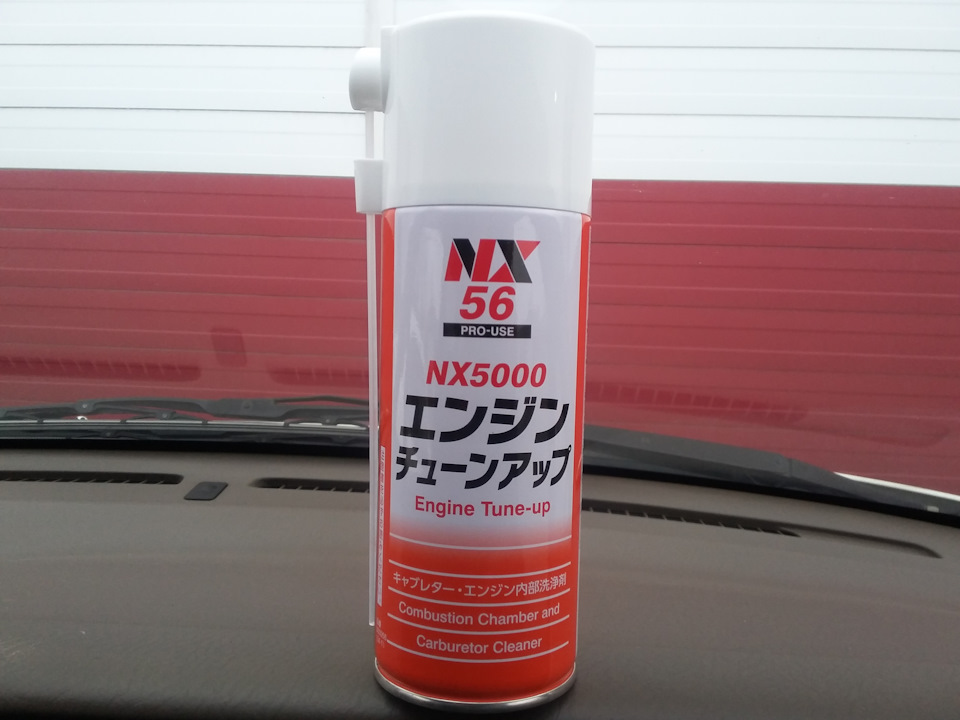 NX
56
PRO-USE
NX5000
エンジン
チューンアップ
Engine Tune-up
キャブレター・エンジン内部洗浄剤
Combustion Chamber and
Carburetor Cleaner